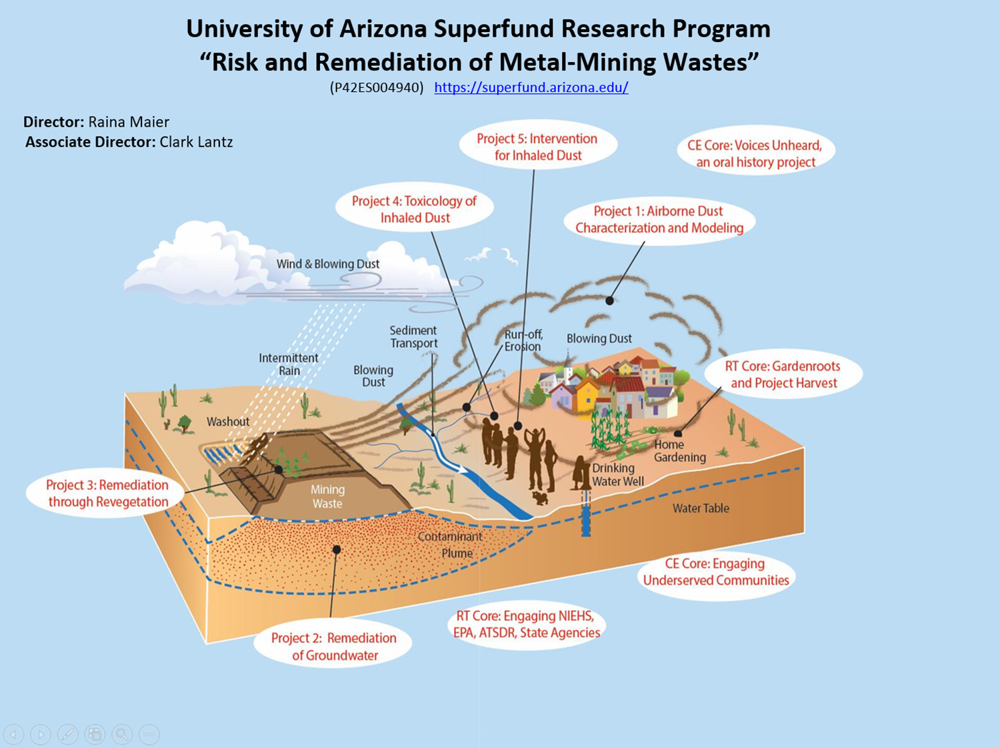 University of Arizona Superfund Research Program
“Risk and Remediation of Metal-Mining Wastes”
(P42ES004940) https://superfund.arizona.edu/
Director: Raina Maier
Associate Director: Clark Lantz
Project 5: Intervention
for Inhaled Dust
CE Core: Voices Unheard,
an oral history project
Project 4: Toxicology of
Inhaled Dust
Project 1: Airborne Dust
Characterization and Modeling
Wind & Blowing Dust
Sediment
Transport
Run-off,
Erosion
Blowing Dust
Intermittent
Rain
Blowing
Dust
RT Core: Gardenroots
and Project Harvest
Washout
Home
Gardening
Drinking
Water Well
Project 3: Remediation
through Revegetation
Mining
Waste
Water Table
Contaminant
Plume
CE Core: Engaging
Underserved Communities
RT Core: Engaging NIEHS,
EPA, ATSDR, State Agencies
Project 2: Remediation
of Groundwater